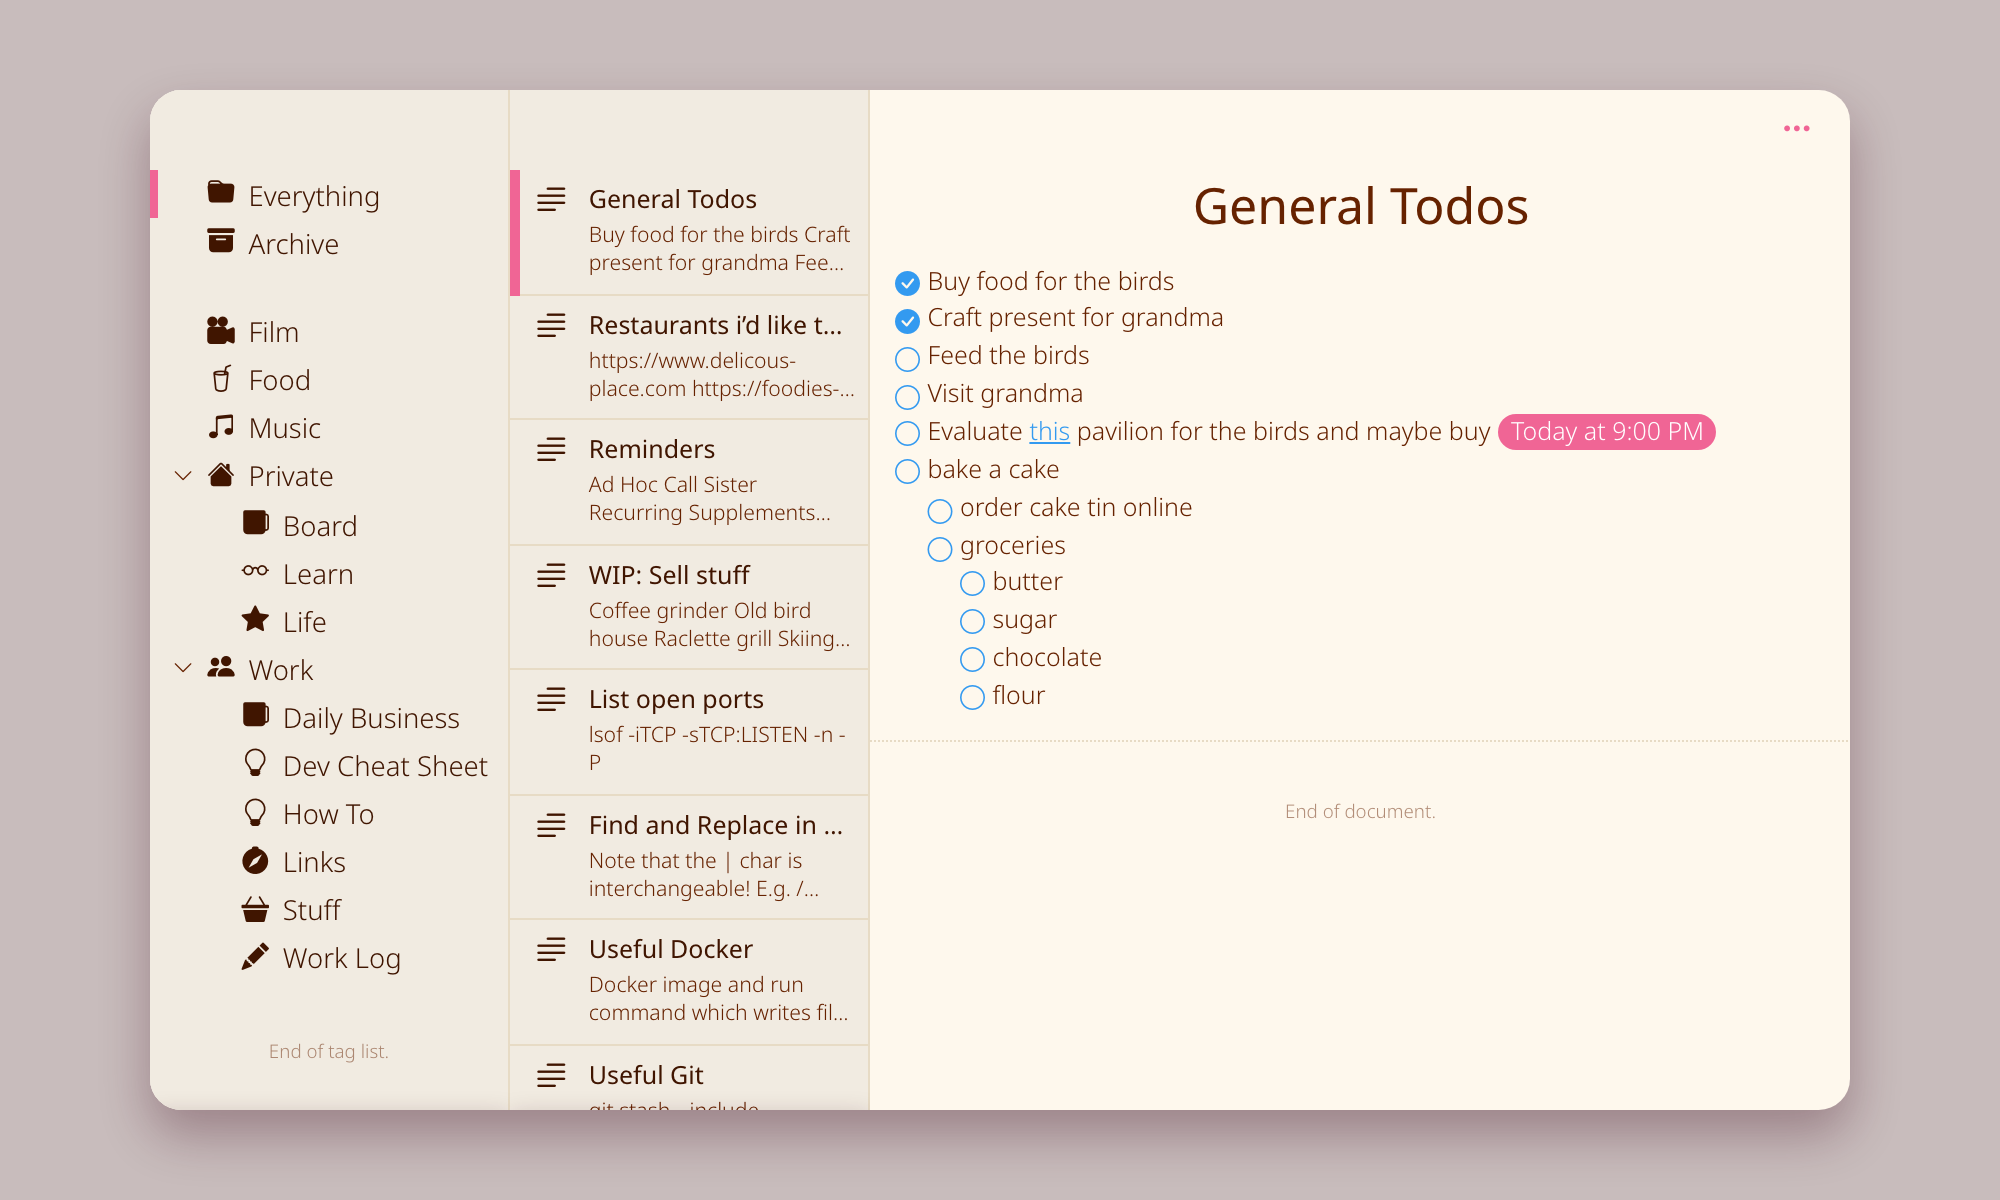 Everything
Archive
Film
Food
Music
Private
Board
Learn
Life
Work
Daily Business
Dev Cheat Sheet
How To
Links
Stuff
Work Log
End of tag list.
General Todos
Buy food for the birds Craft
present for grandma Fee...
Restaurants i’d like t...
https://www.delicous-
place.com https://foodies-...
Reminders
Ad Hoc Call Sister
Recurring Supplements...
WIP: Sell stuff
Coffee grinder Old bird
house Raclette grill Skiing...
List open ports
lsof -iTCP -sTCP:LISTEN -n -
P
Find and Replace in ...
Note that the | char is
interchangeable! E.g. /...
Useful Docker
Docker image and run
command which writes fil...
Useful Git
General Todos
Buy food for the birds
Craft present for grandma
Feed the birds
Visit grandma
Evaluate this pavilion for the birds and maybe buy Today at 9:00 PM
bake a cake
order cake tin online
groceries
butter
sugar
chocolate
flour
End of document.